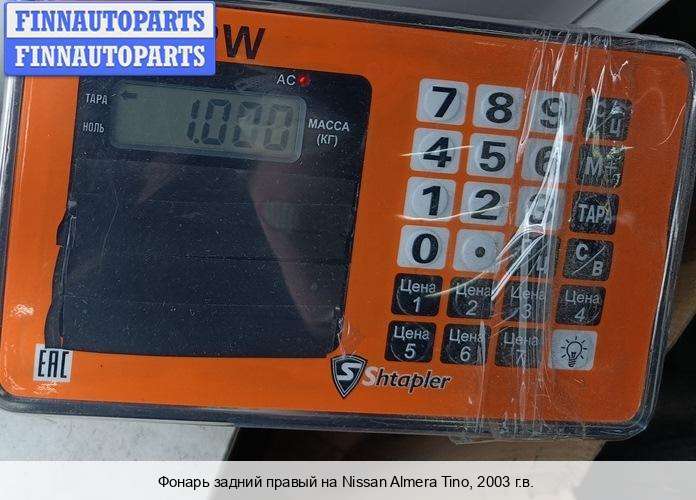 FINNAUTOPARTS
FINNAUTOPARTS
PW
AC
ТАРА
1.000
НОЛЬ
МАССА
(КГ)
7 8 9 С Ц
4 5 6 М
1 2 3 ТАРА
0 . С В
Цена 1 Цена 2 Цена 3 Цена 4
Цена 5 Цена 6 Цена 7
EAC
S Shtapler
Фонарь задний правый на Nissan Almera Tino, 2003 г.в.